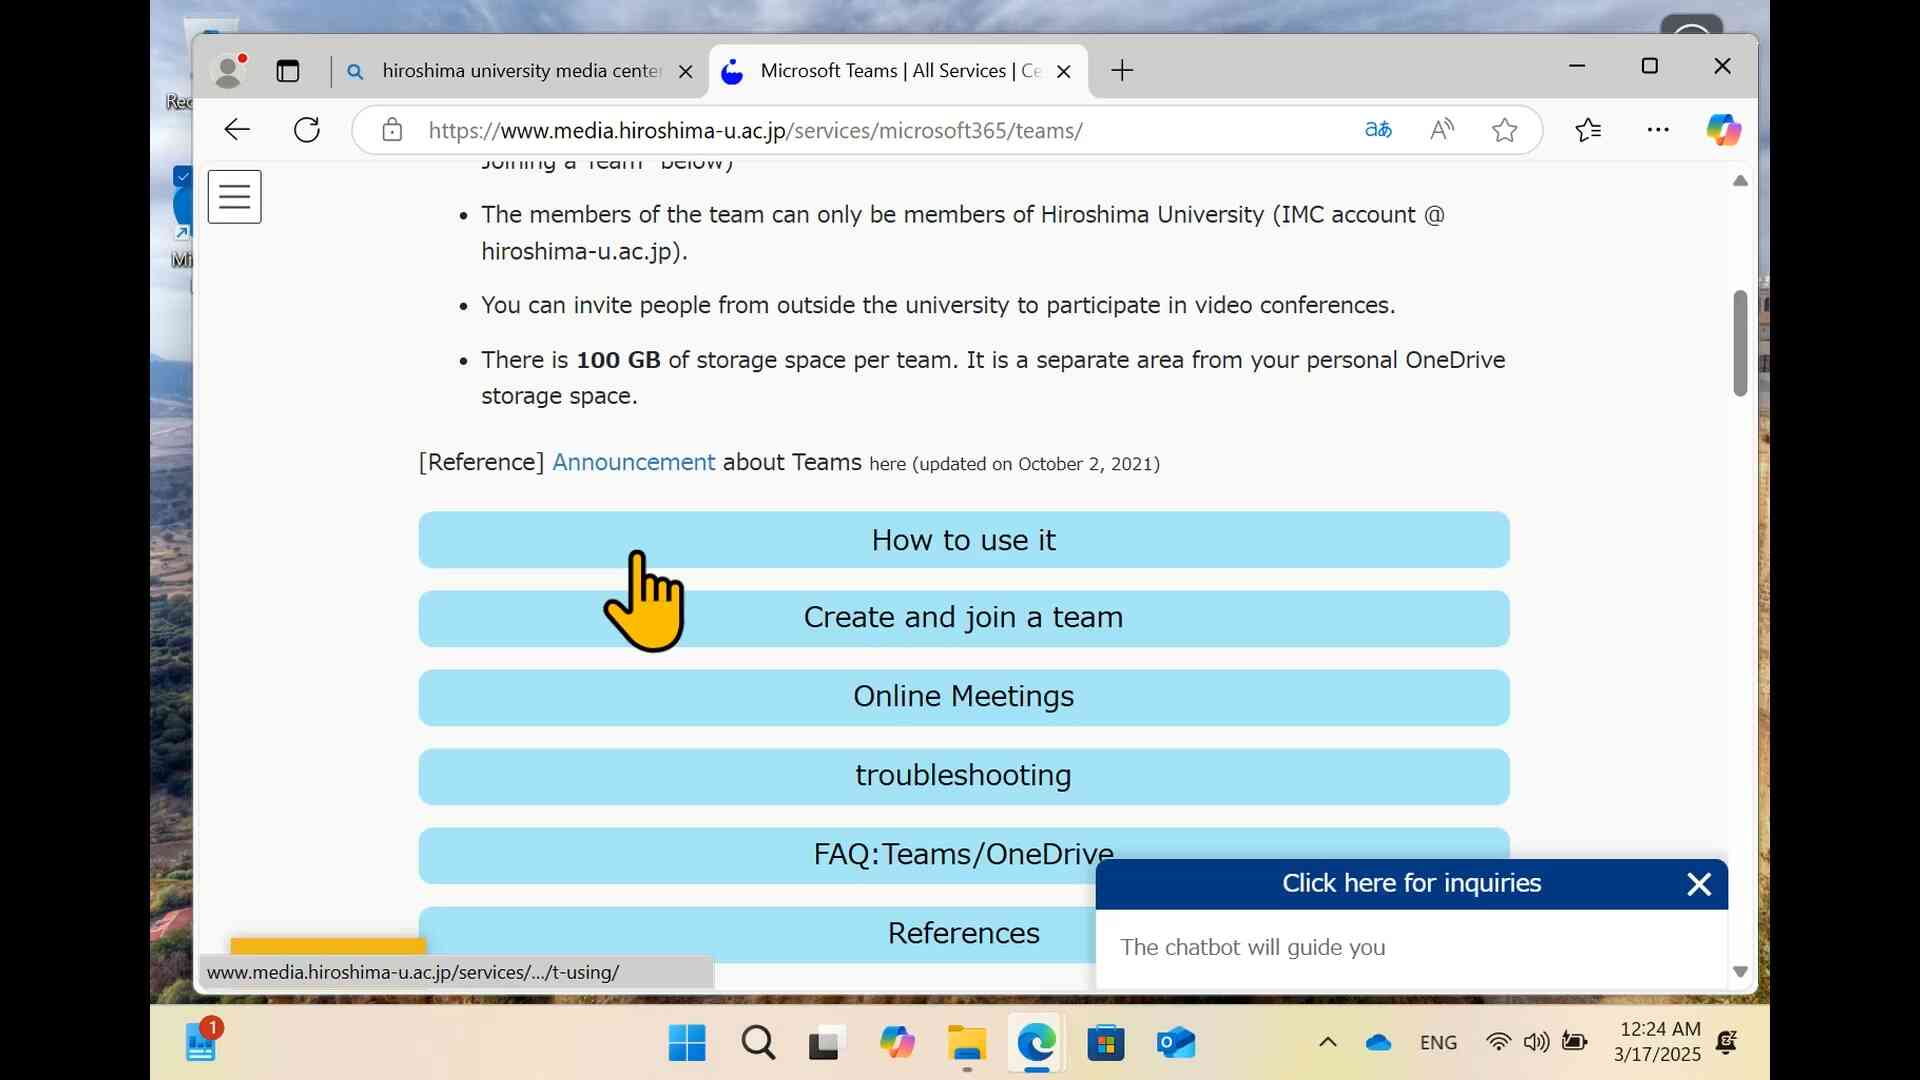 hiroshima university media center
Microsoft Teams | All Services | Ce
https://www.media.hiroshima-u.ac.jp/services/microsoft365/teams/
Joining a Team" below)
The members of the team can only be members of Hiroshima University (IMC account @
hiroshima-u.ac.jp).
You can invite people from outside the university to participate in video conferences.
There is 100 GB of storage space per team. It is a separate area from your personal OneDrive
storage space.
[Reference] Announcement about Teams here (updated on October 2, 2021)
How to use it
Create and join a team
Online Meetings
troubleshooting
FAQ:Teams/OneDrive
References
Click here for inquiries
The chatbot will guide you
www.media.hiroshima-u.ac.jp/services/.../t-using/
1
ENG
12:24 AM
3/17/2025